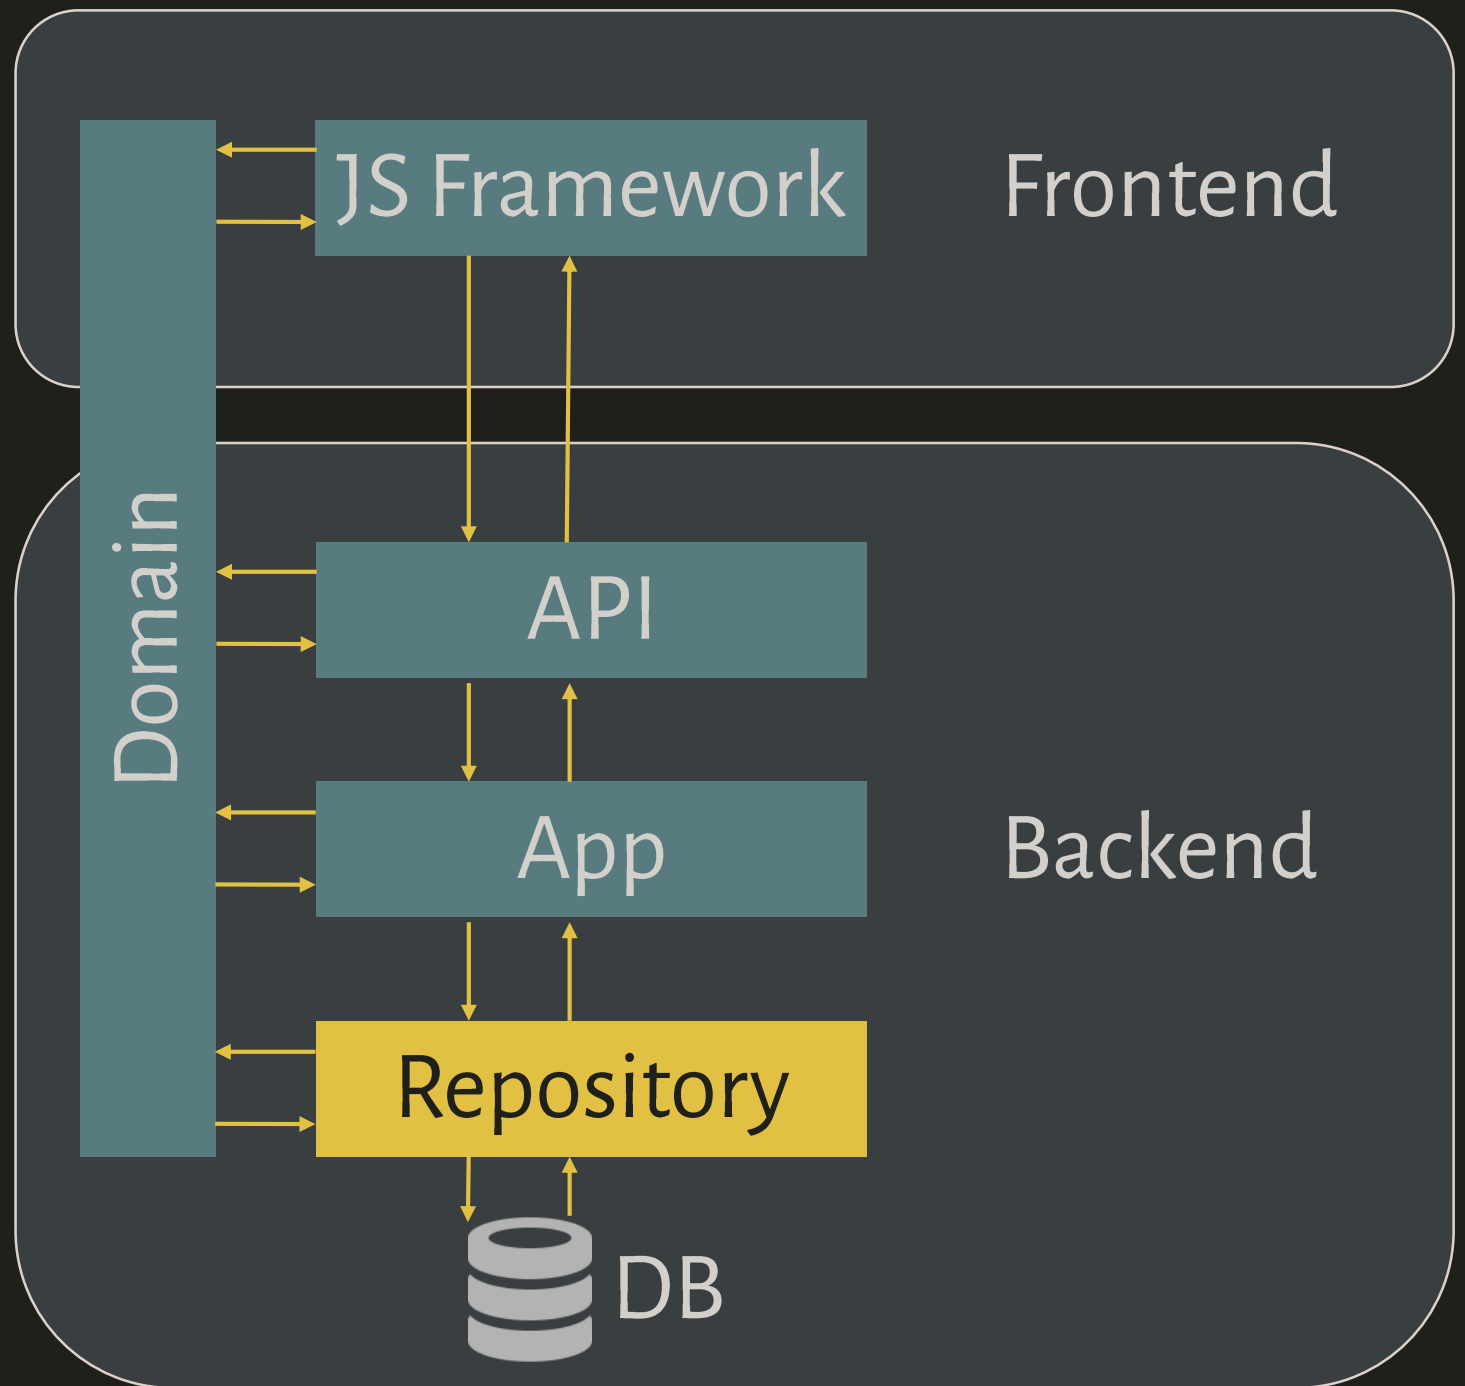 JS Framework
Frontend
Domain
API
App
Backend
Repository
DB